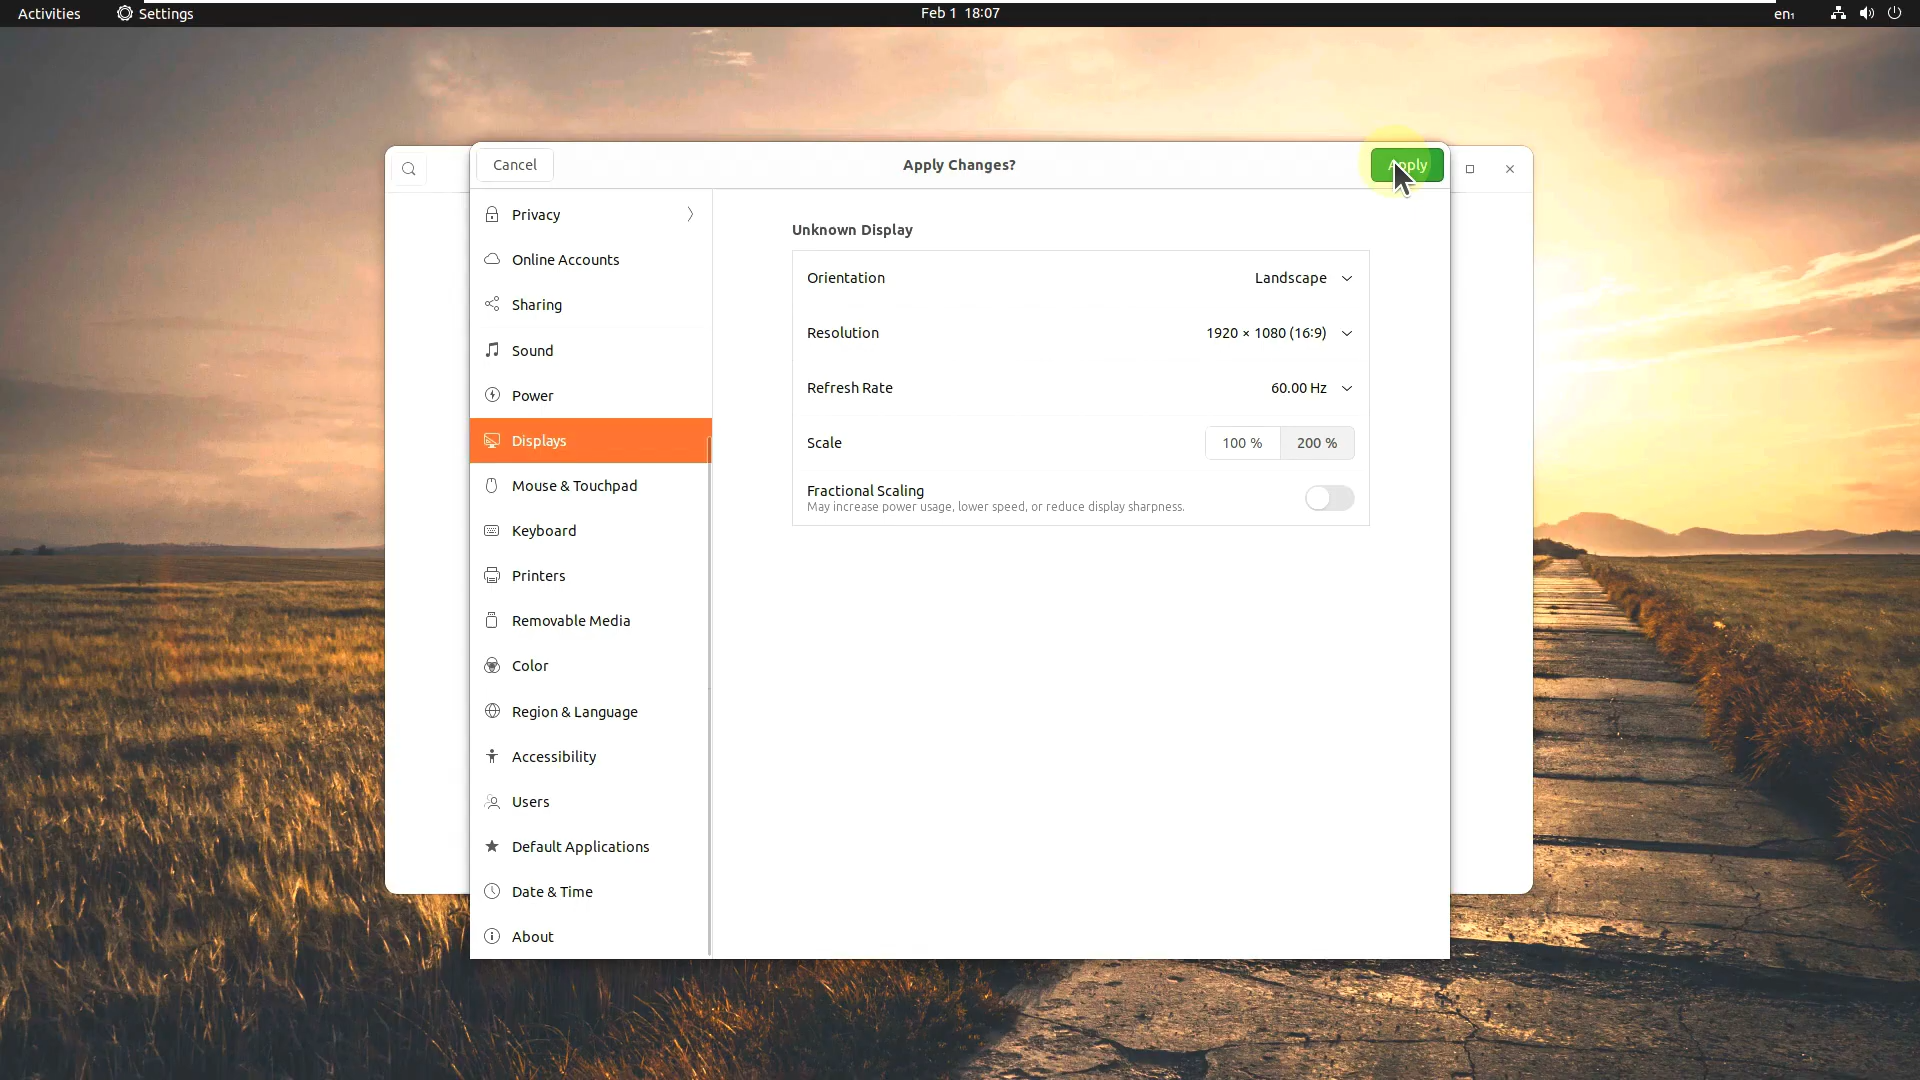 Activities
Settings
Feb 1 18:07
en₁
Cancel
Apply Changes?
Apply
Privacy
Online Accounts
Sharing
Sound
Power
Displays
Mouse & Touchpad
Keyboard
Printers
Removable Media
Color
Region & Language
Accessibility
Users
Default Applications
Date & Time
About
Unknown Display
Orientation
Landscape
Resolution
1920 × 1080 (16:9)
Refresh Rate
60.00 Hz
Scale
100 %
200 %
Fractional Scaling
May increase power usage, lower speed, or reduce display sharpness.